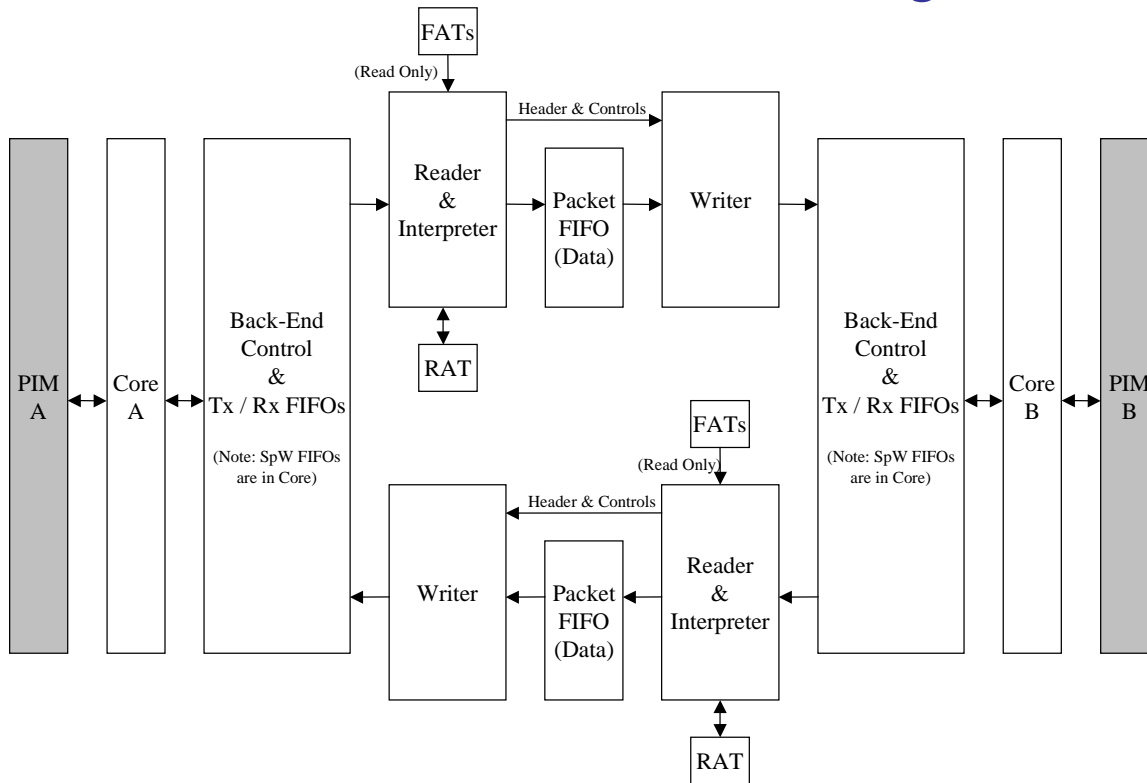 FATs
(Read Only)
Header & Controls
Reader
&
Interpreter
Packet
FIFO
(Data)
Writer
RAT
PIM
A
Core
A
Back-End
Control
&
Tx / Rx FIFOs
(Note: SpW FIFOs
are in Core)
Back-End
Control
&
Tx / Rx FIFOs
(Note: SpW FIFOs
are in Core)
Core
B
PIM
B
FATs
(Read Only)
Header & Controls
Writer
Packet
FIFO
(Data)
Reader
&
Interpreter
RAT